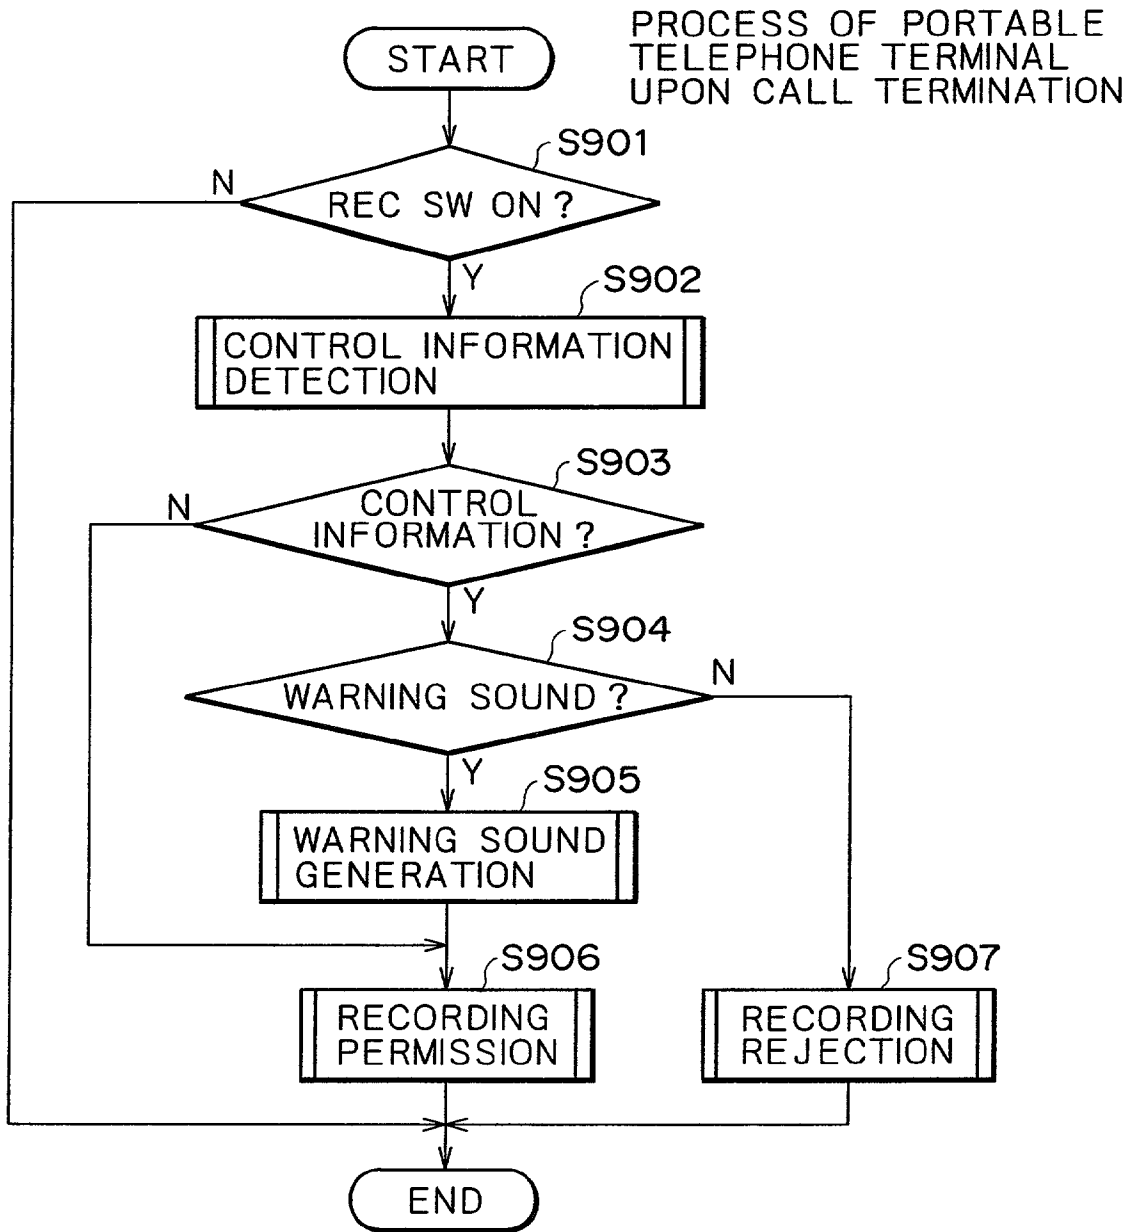 PROCESS OF PORTABLE
TELEPHONE TERMINAL
UPON CALL TERMINATION
START
S901
N
REC SW ON ?
Y
S902
CONTROL INFORMATION
DETECTION
S903
N
CONTROL
INFORMATION ?
Y
S904
N
WARNING SOUND ?
Y
S905
WARNING SOUND
GENERATION
S906
RECORDING
PERMISSION
S907
RECORDING
REJECTION
END